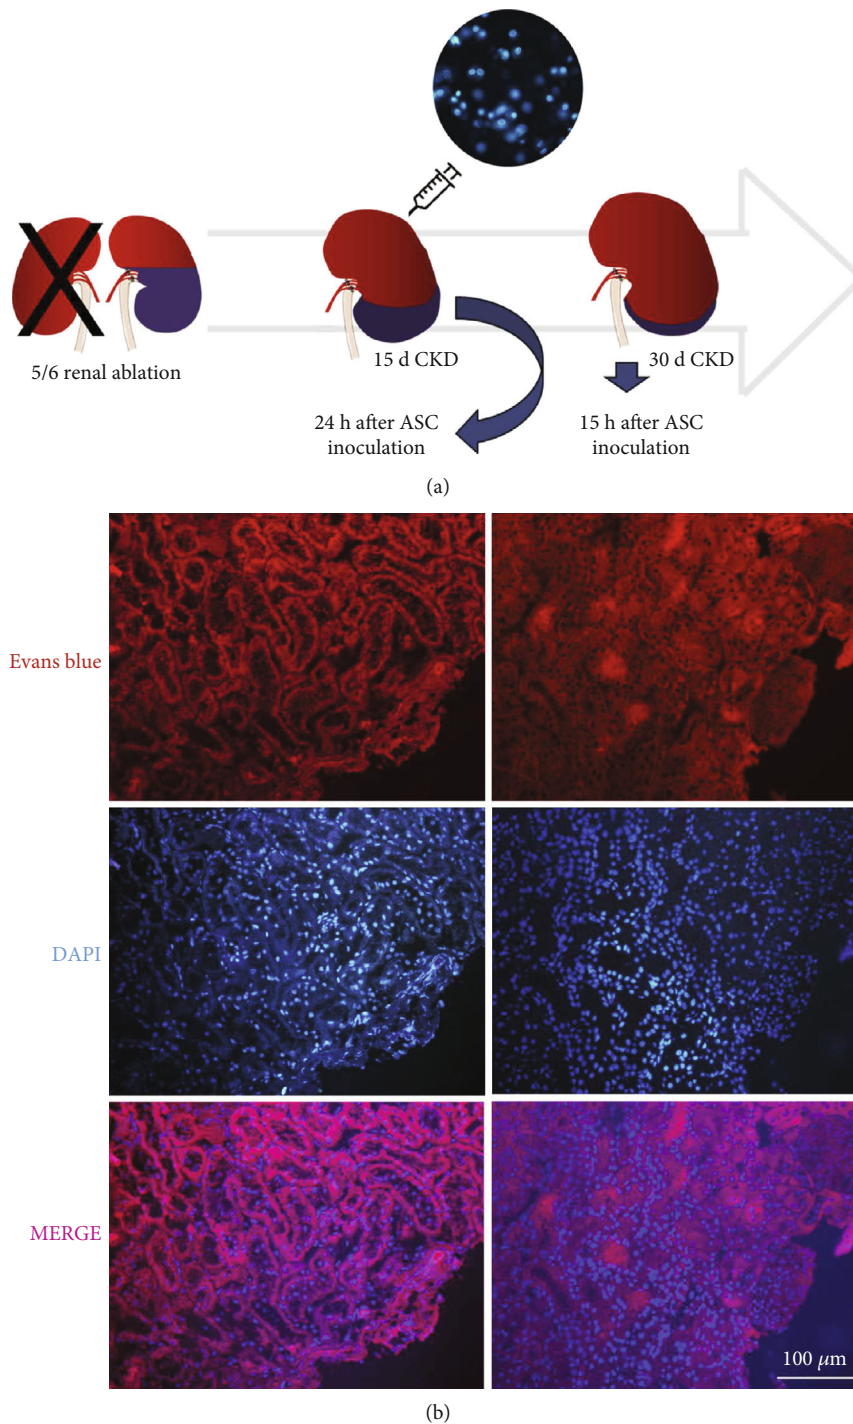 5/6 renal ablation
15 d CKD
30 d CKD
24 h after ASC
inoculation
15 h after ASC
inoculation
(a)
Evans blue
DAPI
MERGE
100 μm
(b)